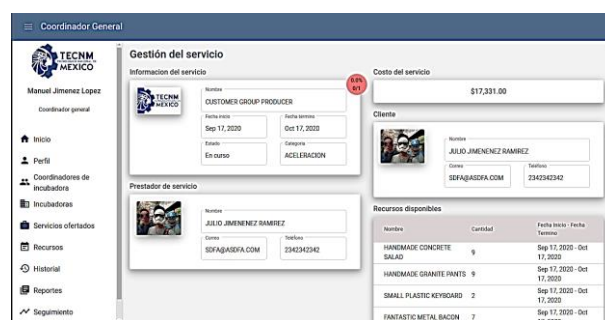 Coordinador General
TECNM
MEXICO
Manuel Jimenez Lopez
Coordinador general
Inicio
Perfil
Coordinadores de
incubadora
Incubadoras
Servicios ofertados
Recursos
Historial
Reportes
Seguimiento
Gestión del servicio
Informacion del servicio
0.0%
0/1
TECNM
MEXICO
Nombre
CUSTOMER GROUP PRODUCER
Fecha inicio
Fecha termino
Sep 17, 2020
Oct 17, 2020
Estado
Categoria
En curso
ACELERACION
Prestador de servicio
Nombre
JULIO JIMENENEZ RAMIREZ
Correo
Teléfono
SDFA@ASDFA.COM
2342342342
Costo del servicio
$17,331.00
Cliente
Nombre
JULIO JIMENENEZ RAMIREZ
Correo
Teléfono
SDFA@ASDFA.COM
2342342342
Recursos disponibles
Nombre
Cantidad
Fecha Inicio - Fecha
Termino
HANDMADE CONCRETE
SALAD
9
Sep 17, 2020 - Oct
17, 2020
HANDMADE GRANITE PANTS
9
Sep 17, 2020 - Oct
17, 2020
SMALL PLASTIC KEYBOARD
2
Sep 17, 2020 - Oct
17, 2020
FANTASTIC METAL BACON
7
Sep 17, 2020 - Oct